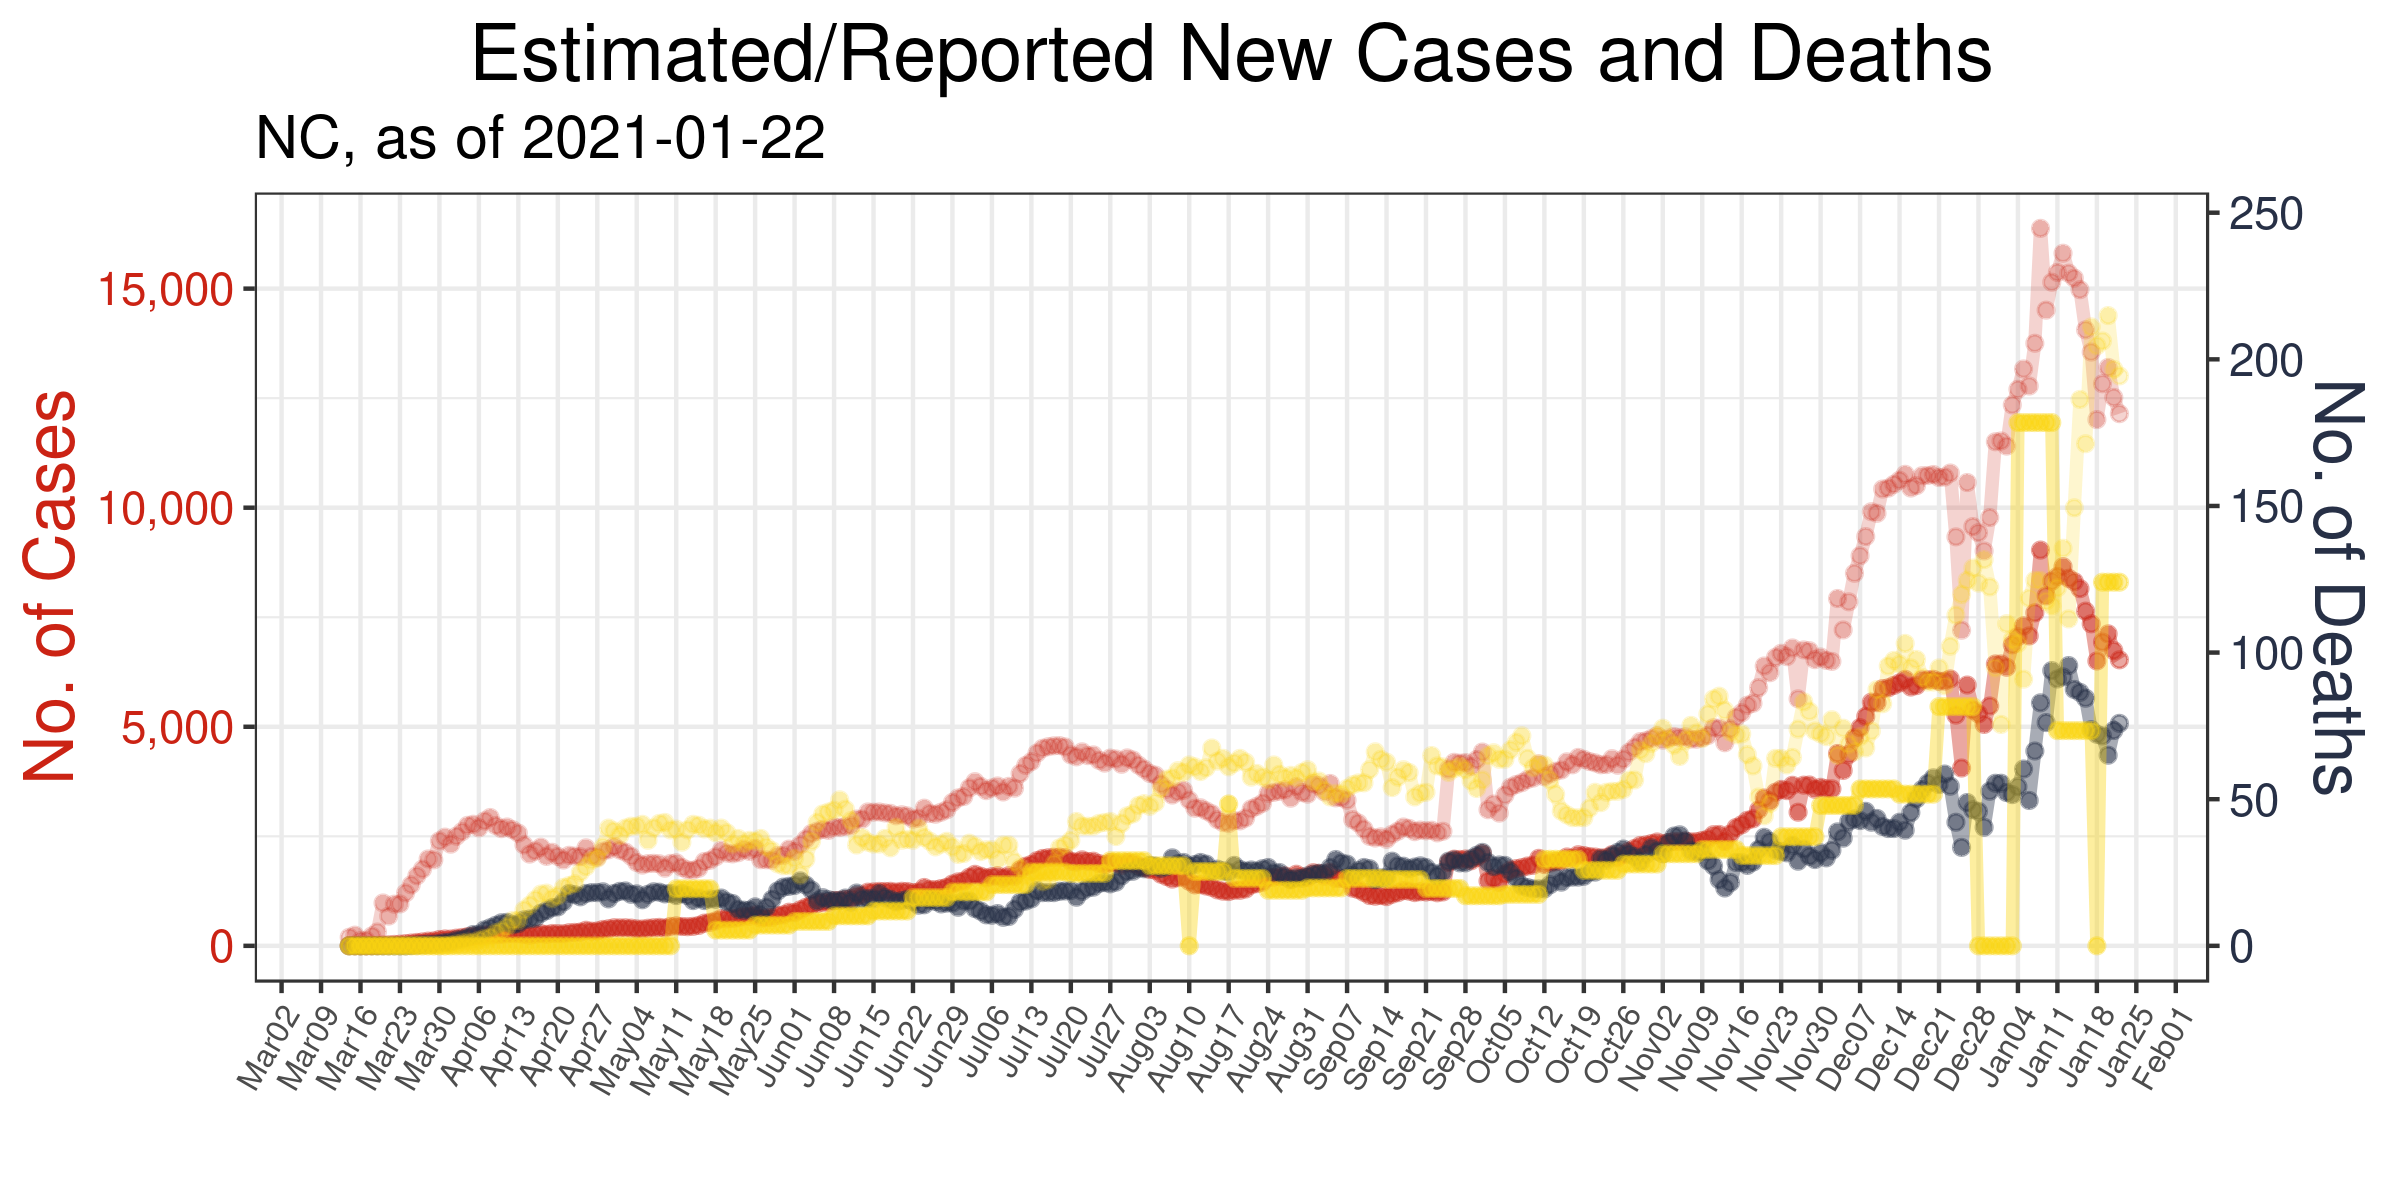 Estimated/Reported New Cases and Deaths
NC, as of 2021-01-22
No. of Cases
15,000
10,000
5,000
0
250
200
150
100
50
0
No. of Deaths
Mar02 Mar09 Mar16 Mar23 Mar30 Apr06 Apr13 Apr20 Apr27 May04 May11 May18 May25 Jun01 Jun08 Jun15 Jun22 Jun29 Jul06 Jul13 Jul20 Jul27 Aug03 Aug10 Aug17 Aug24 Aug31 Sep07 Sep14 Sep21 Sep28 Oct05 Oct12 Oct19 Oct26 Nov02 Nov09 Nov16 Nov23 Nov30 Dec07 Dec14 Dec21 Dec28 Jan04 Jan11 Jan18 Jan25 Feb01